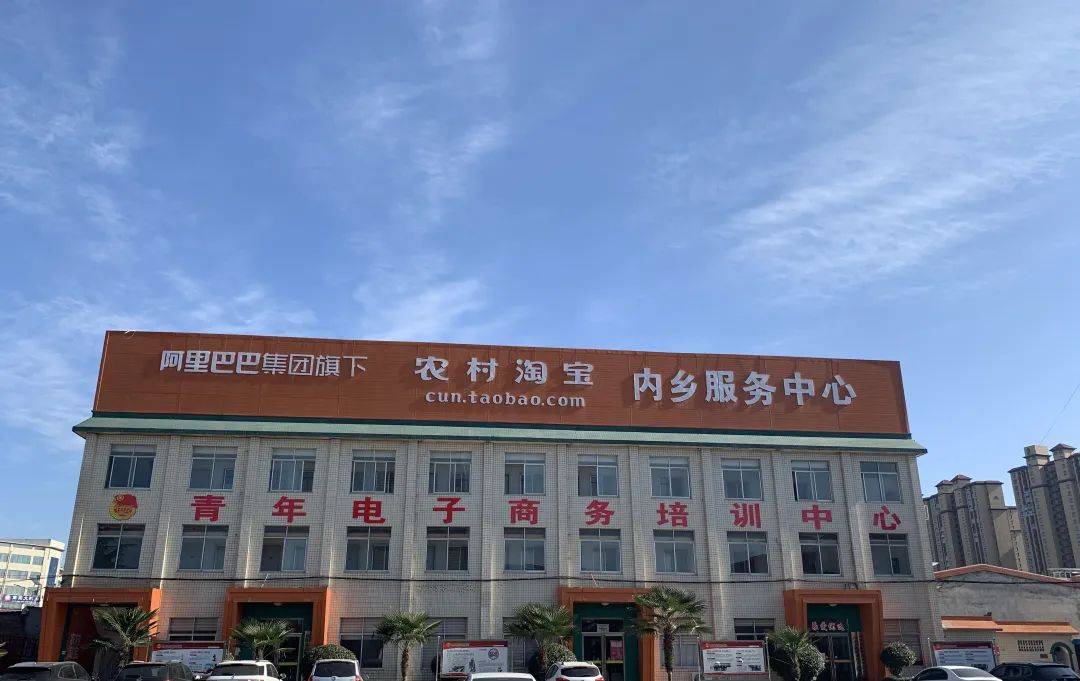 阿里巴巴集团旗下 农村淘宝 内乡服务中心
cun.taobao.com
青年电子商务培训中心